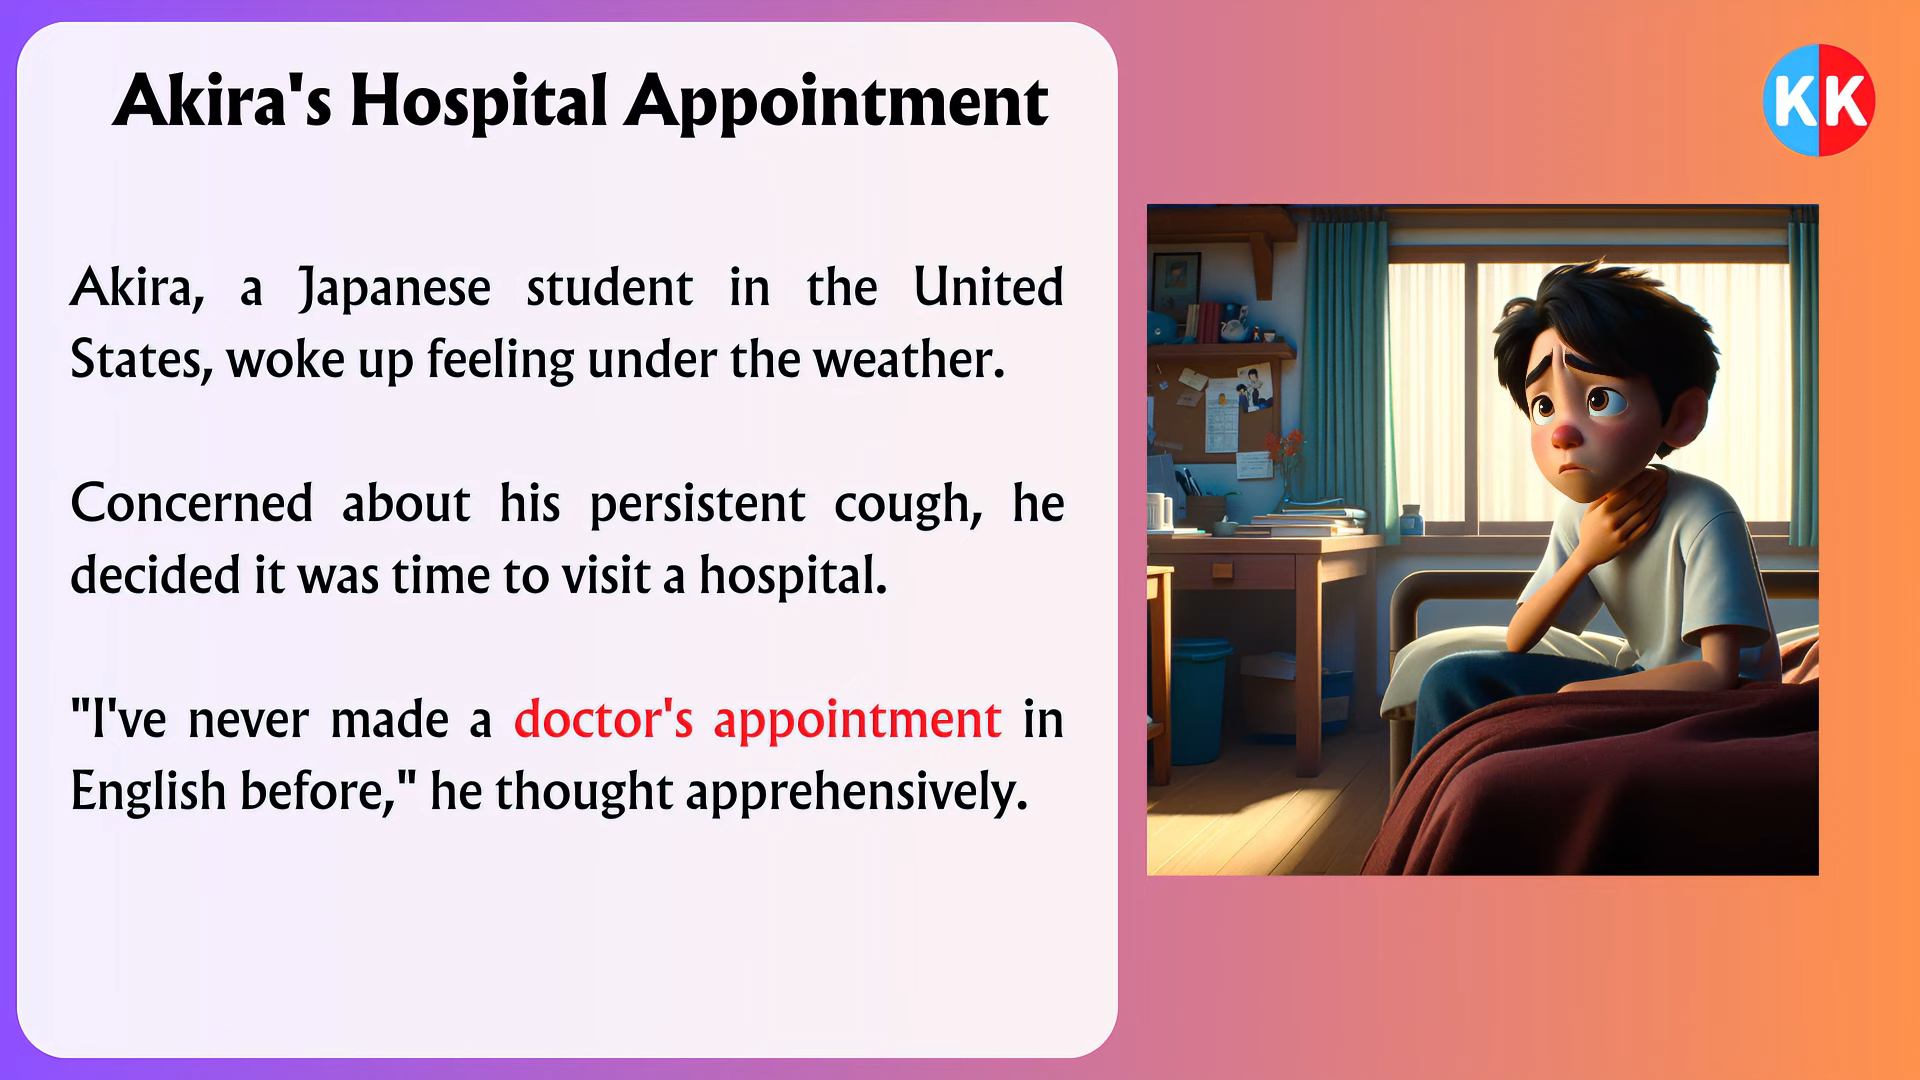 Akira's Hospital Appointment
KK
Akira, a Japanese student in the United
States, woke up feeling under the weather.
Concerned about his persistent cough, he
decided it was time to visit a hospital.
"I've never made a doctor's appointment in
English before," he thought apprehensively.